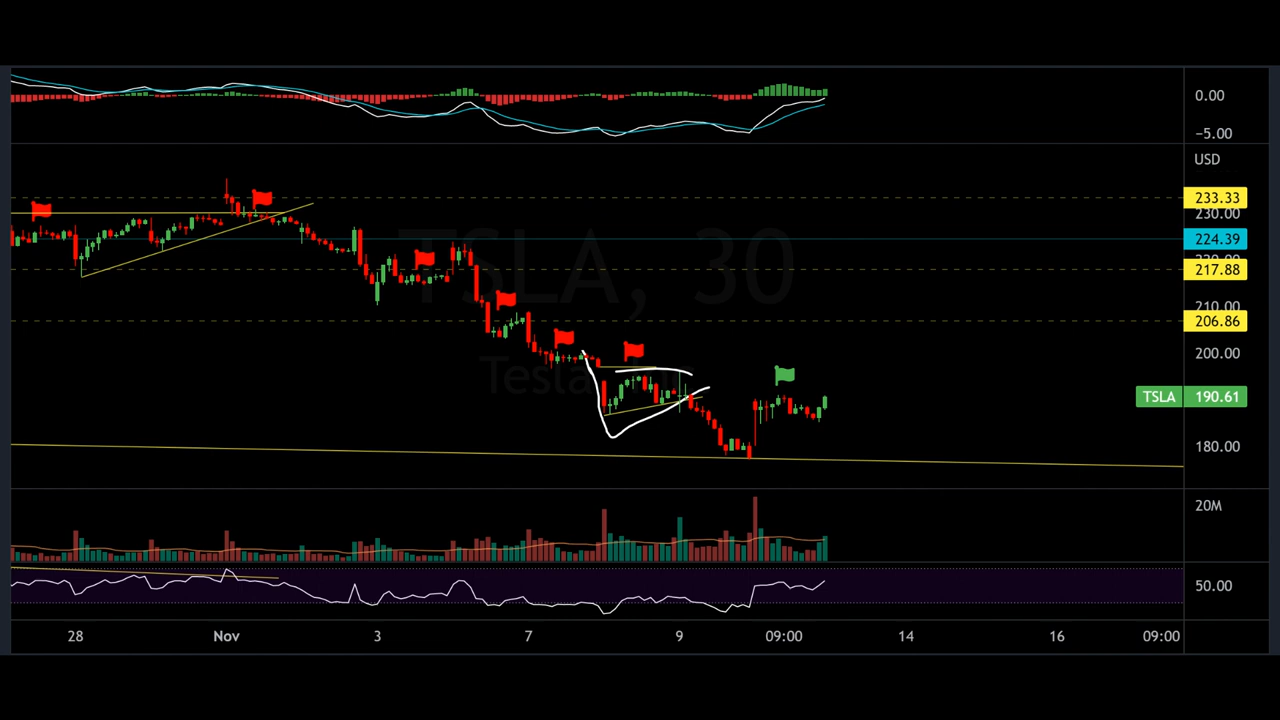 0.00
−5.00
USD
233.33
230.00
224.39
217.88
210.00
206.86
200.00
TSLA 190.61
180.00
20M
50.00
TSLA, 30
28 Nov 3 7 9 09:00 14 16 09:00